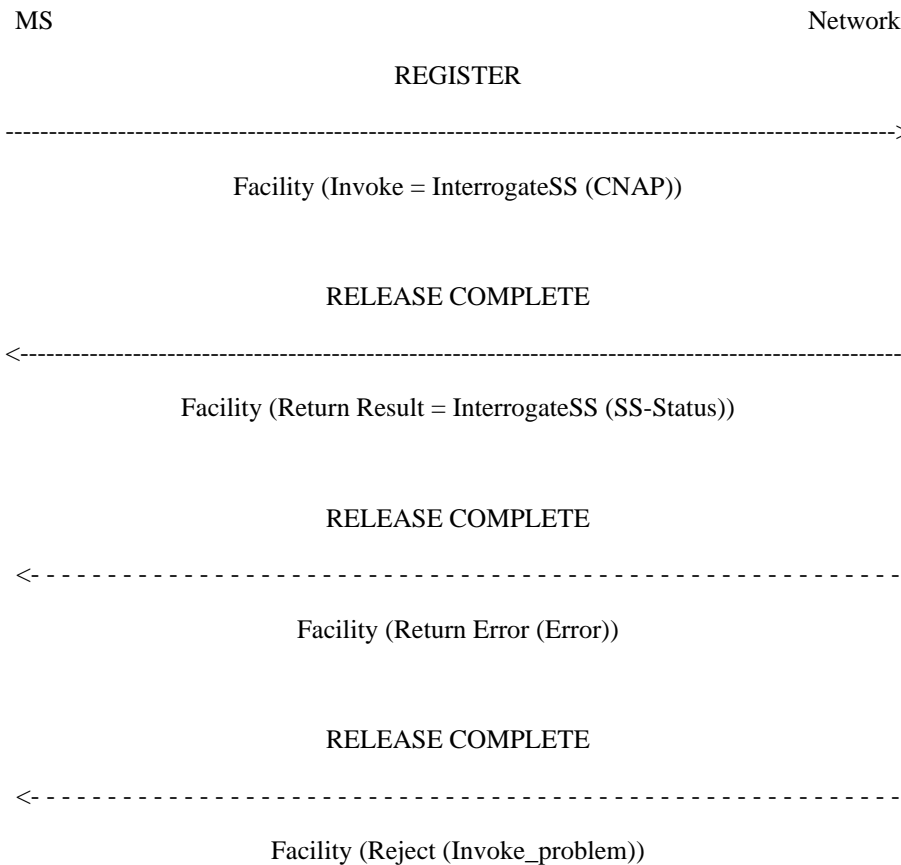 MS Network
REGISTER
Facility (Invoke = InterrogateSS (CNAP))
RELEASE COMPLETE
Facility (Return Result = InterrogateSS (SS-Status))
RELEASE COMPLETE
Facility (Return Error (Error))
RELEASE COMPLETE
Facility (Reject (Invoke_problem))